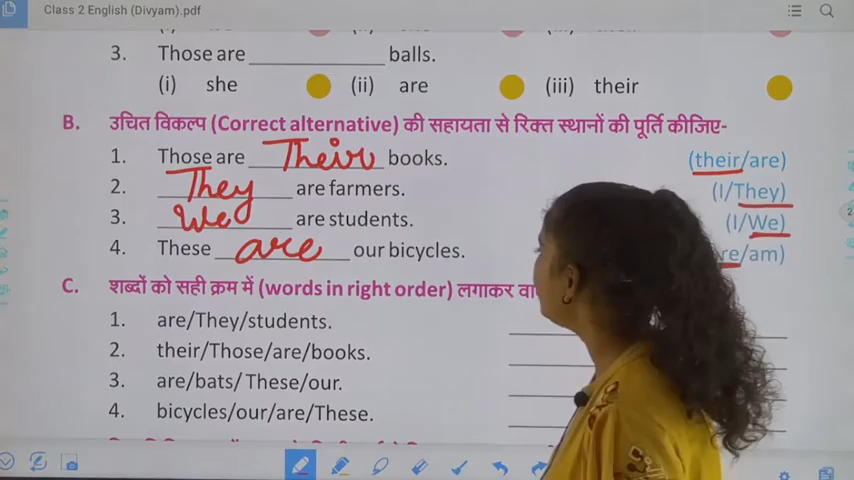 Class 2 English (Divyam).pdf
3. Those are ____________ balls.
(i) she (ii) are (iii) their
B. उचित विकल्प (Correct alternative) की सहायता से रिक्त स्थानों की पूर्ति कीजिए-
1. Those are Their books. (their/are)
2. They are farmers. (I/They)
3. We are students. (I/We)
4. These are our bicycles. re/am)
C. शब्दों को सही क्रम में (words in right order) लगाकर वा
1. are/They/students.
2. their/Those/are/books.
3. are/bats/ These/our.
4. bicycles/our/are/These.